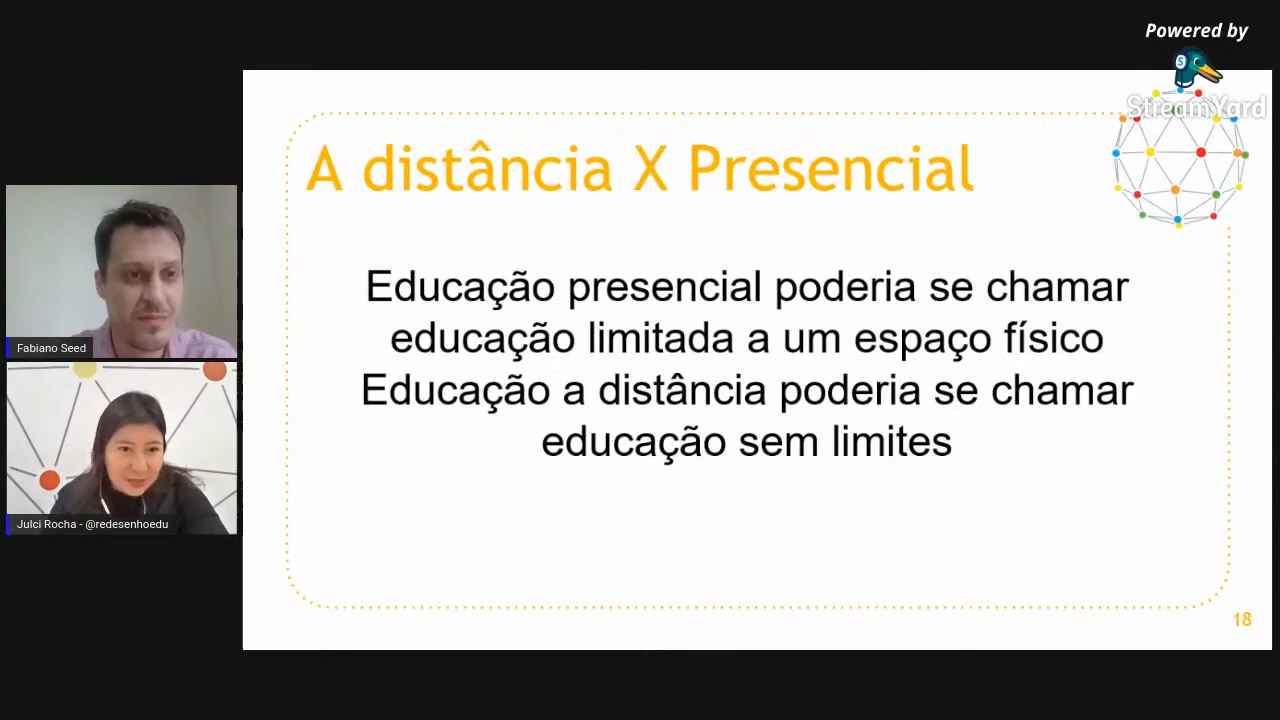 Powered by
StreamYard
A distância X Presencial
Educação presencial poderia se chamar
educação limitada a um espaço físico
Educação a distância poderia se chamar
educação sem limites
Fabiano Seed
Julci Rocha - @redesenhoedu
18